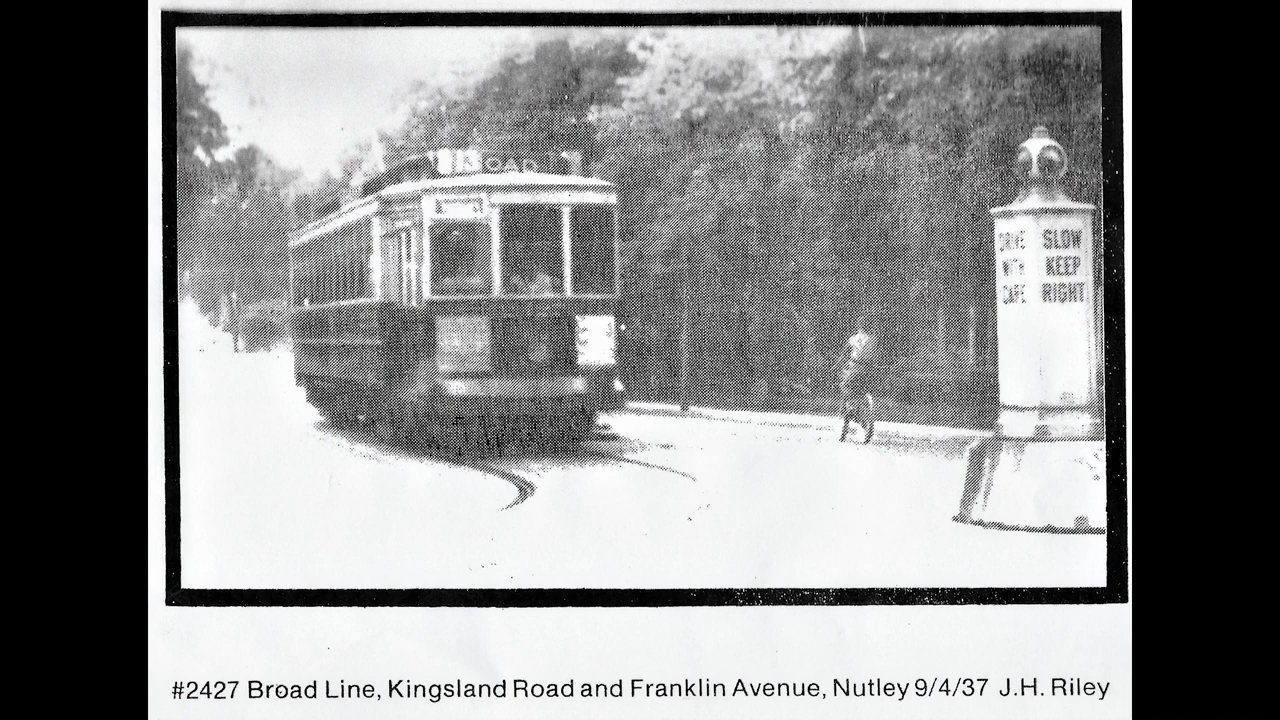 13 ROAD
DRIVE SLOW
WITH KEEP
CARE RIGHT
#2427 Broad Line, Kingsland Road and Franklin Avenue, Nutley 9/4/37 J.H. Riley